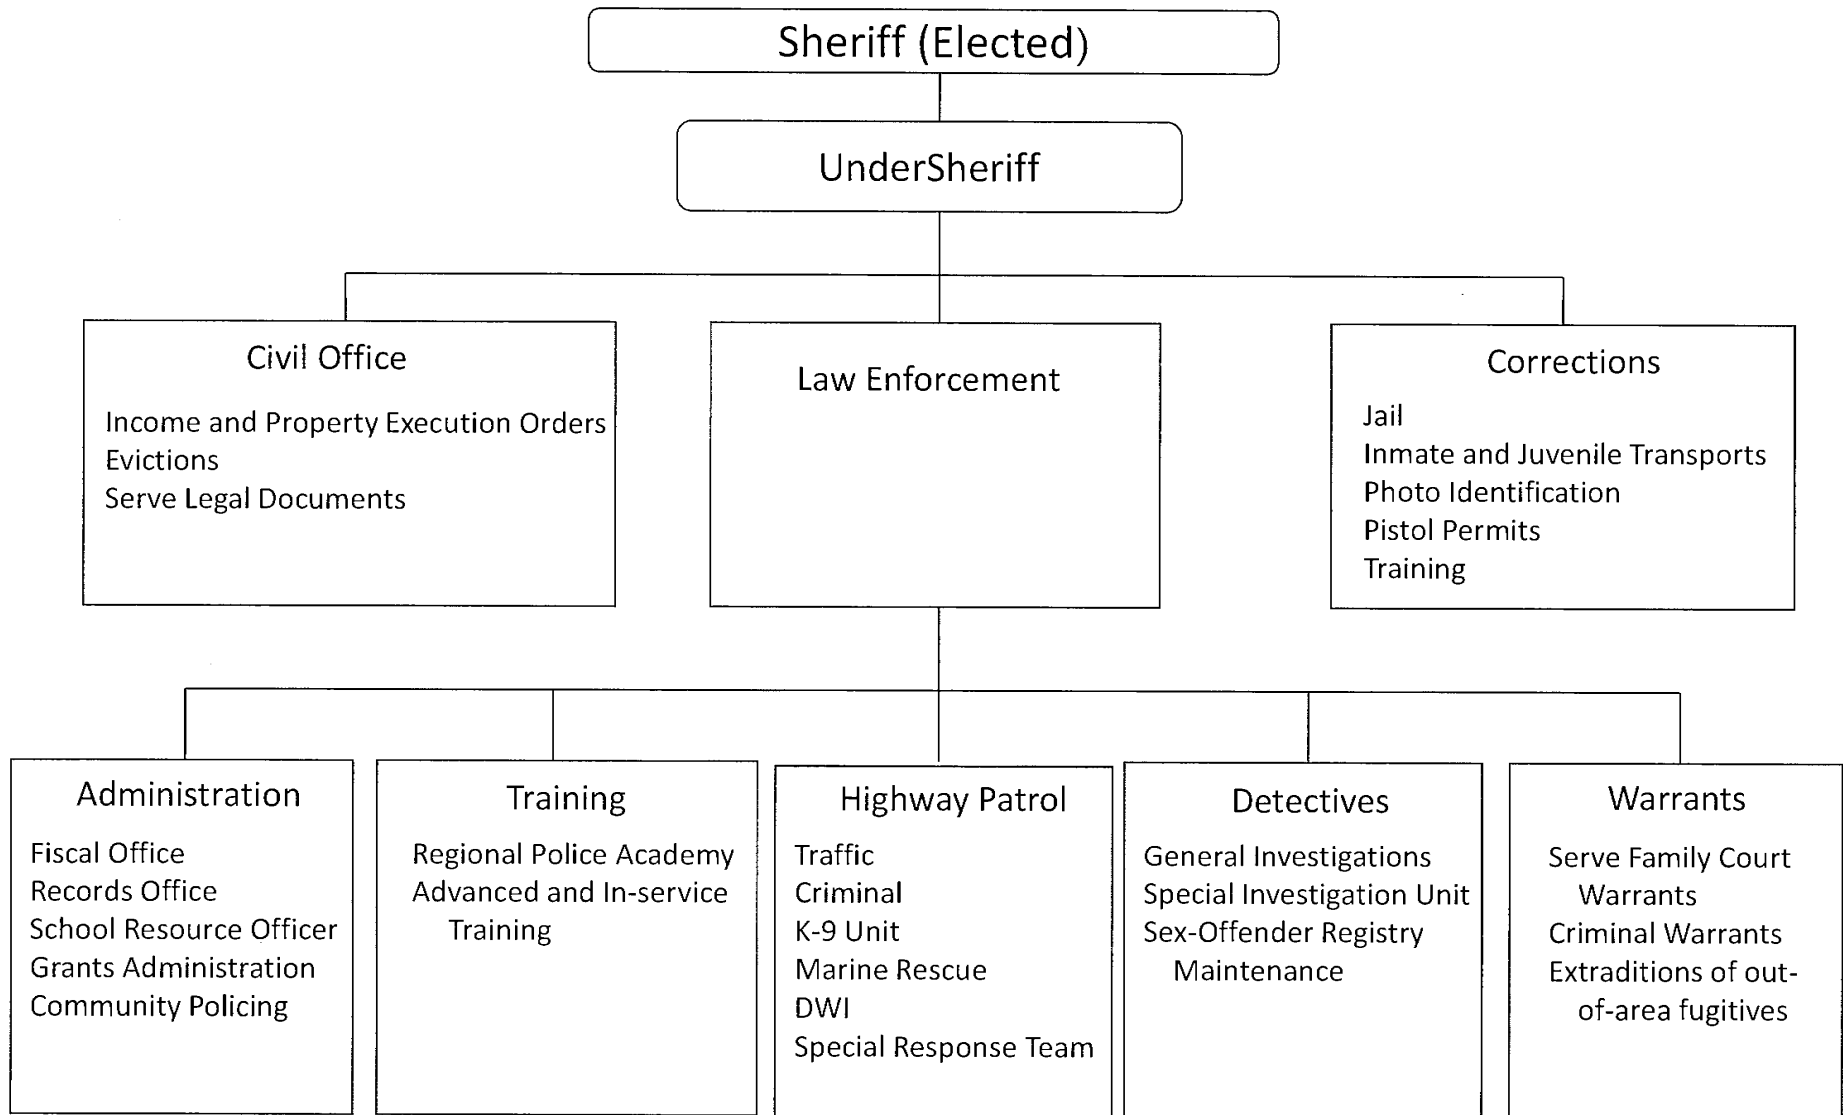 Sheriff (Elected)
UnderSheriff
Civil Office
Income and Property Execution Orders
Evictions
Serve Legal Documents
Law Enforcement
Corrections
Jail
Inmate and Juvenile Transports
Photo Identification
Pistol Permits
Training
Administration
Fiscal Office
Records Office
School Resource Officer
Grants Administration
Community Policing
Training
Regional Police Academy
Advanced and In-service
Training
Highway Patrol
Traffic
Criminal
K-9 Unit
Marine Rescue
DWI
Special Response Team
Detectives
General Investigations
Special Investigation Unit
Sex-Offender Registry
Maintenance
Warrants
Serve Family Court
Warrants
Criminal Warrants
Extraditions of out-
of-area fugitives